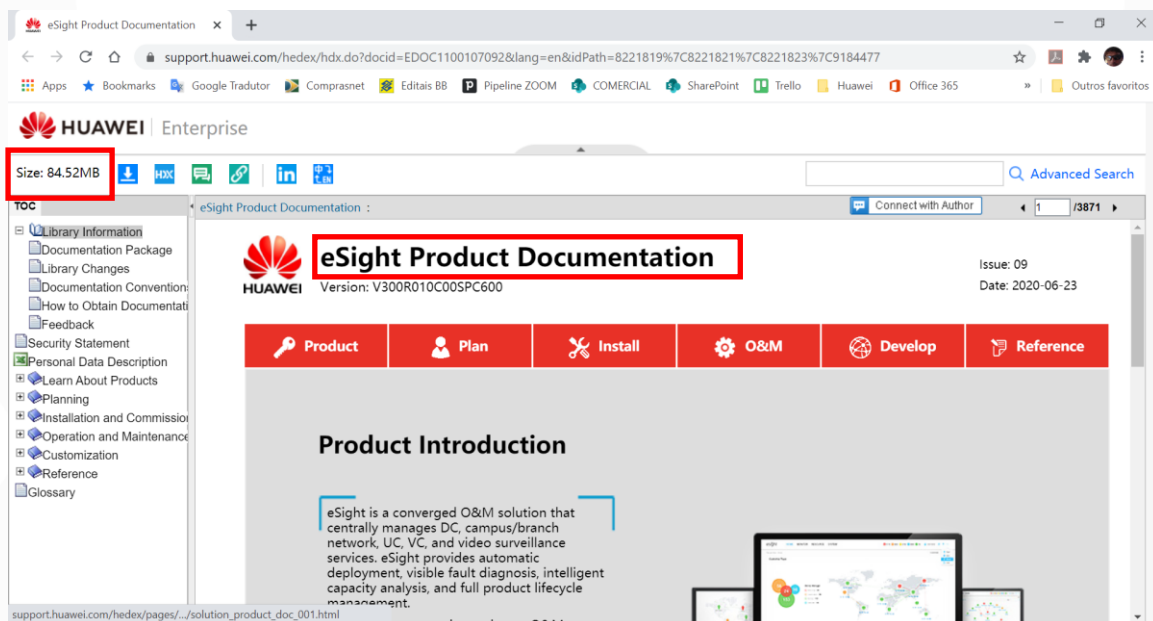 eSight Product Documentation
support.huawei.com/hedex/hdx.do?docid=EDOC1100107092&lang=en&idPath=8221819%7C8221821%7C8221823%7C9184477
Apps Bookmarks Google Tradutor Comprasnet Editais BB Pipeline ZOOM COMERCIAL SharePoint Trello Huawei Office 365 » Outros favoritos
HUAWEI Enterprise
Size: 84.52MB HDX in Advanced Search
TOC
eSight Product Documentation :
Connect with Author
1 /3871
Library Information
Documentation Package
Library Changes
Documentation Convention
How to Obtain Documentati
Feedback
Security Statement
Personal Data Description
Learn About Products
Planning
Installation and Commission
Operation and Maintenance
Customization
Reference
Glossary
HUAWEI
eSight Product Documentation
Version: V300R010C00SPC600
Issue: 09
Date: 2020-06-23
Product Plan Install O&M Develop Reference
Product Introduction
eSight is a converged O&M solution that
centrally manages DC, campus/branch
network, UC, VC, and video surveillance
services. eSight provides automatic
deployment, visible fault diagnosis, intelligent
capacity analysis, and full product lifecycle
management.
support.huawei.com/hedex/pages/.../solution_product_doc_001.html